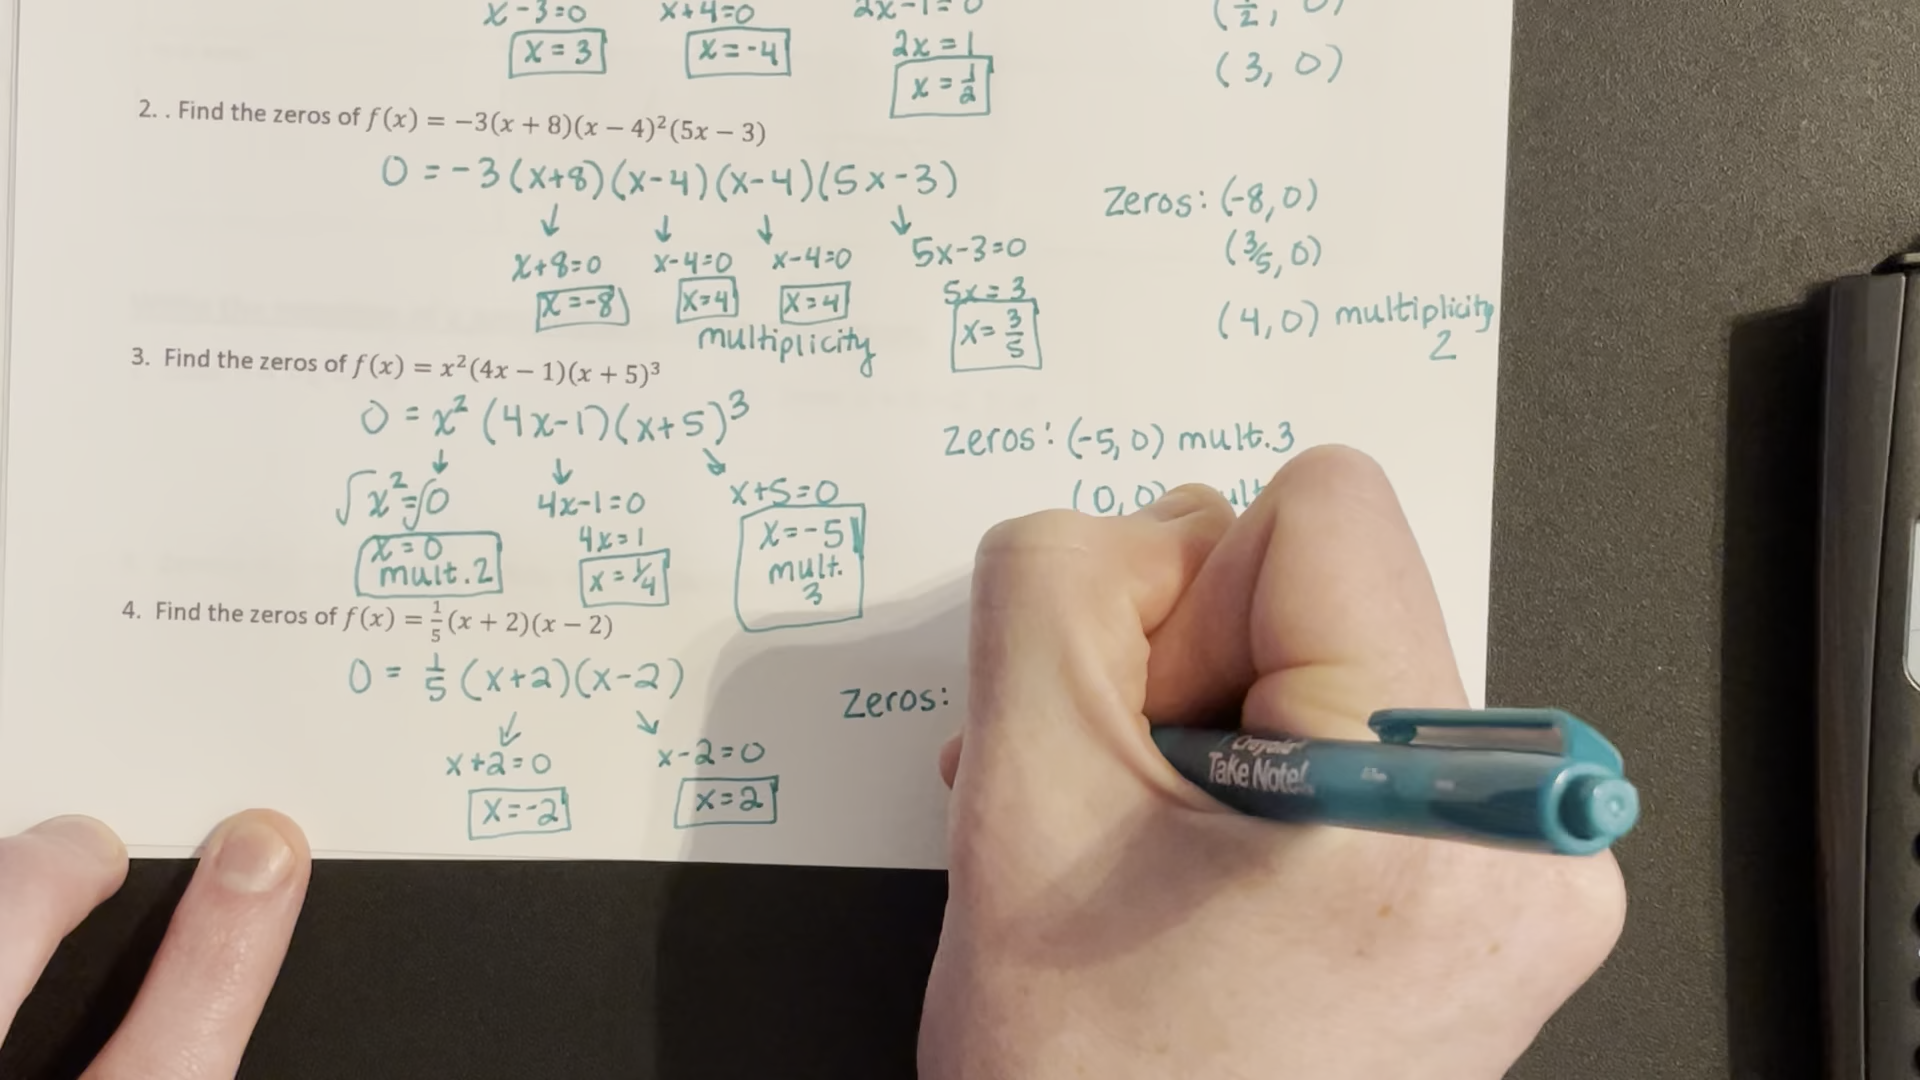 x-3=0 x+4=0 2x-1=0 (1/2, 0)
x=3 x=-4 2x=1 (3, 0)
x=1/2
2. . Find the zeros of f(x) = −3(x + 8)(x − 4)²(5x − 3)
0 = -3(x+8)(x-4)(x-4)(5x-3)
Zeros: (-8,0)
↓ ↓ ↓ ↓
x+8=0 x-4=0 x-4=0 5x-3=0 (3/5, 0)
x=-8 x=4 x=4 5x=3 (4,0) multiplicity 2
multiplicity x=3/5
3. Find the zeros of f(x) = x²(4x − 1)(x + 5)³
0 = x²(4x-1)(x+5)³
Zeros: (-5,0) mult.3
↓ ↓ ↘
√x²=√0 4x-1=0 x+5=0 (0,0)
4x=1 x=-5
x=0 mult.2 x=1/4 mult. 3
4. Find the zeros of f(x) = 1/5(x + 2)(x − 2)
0 = 1/5(x+2)(x-2)
Zeros:
↓ ↘
x+2=0 x-2=0
x=-2 x=2
Crayola
Take Note!